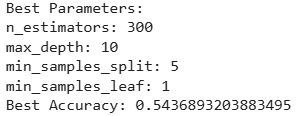 Best Parameters:
n_estimators: 300
max_depth: 10
min_samples_split: 5
min_samples_leaf: 1
Best Accuracy: 0.5436893203883495